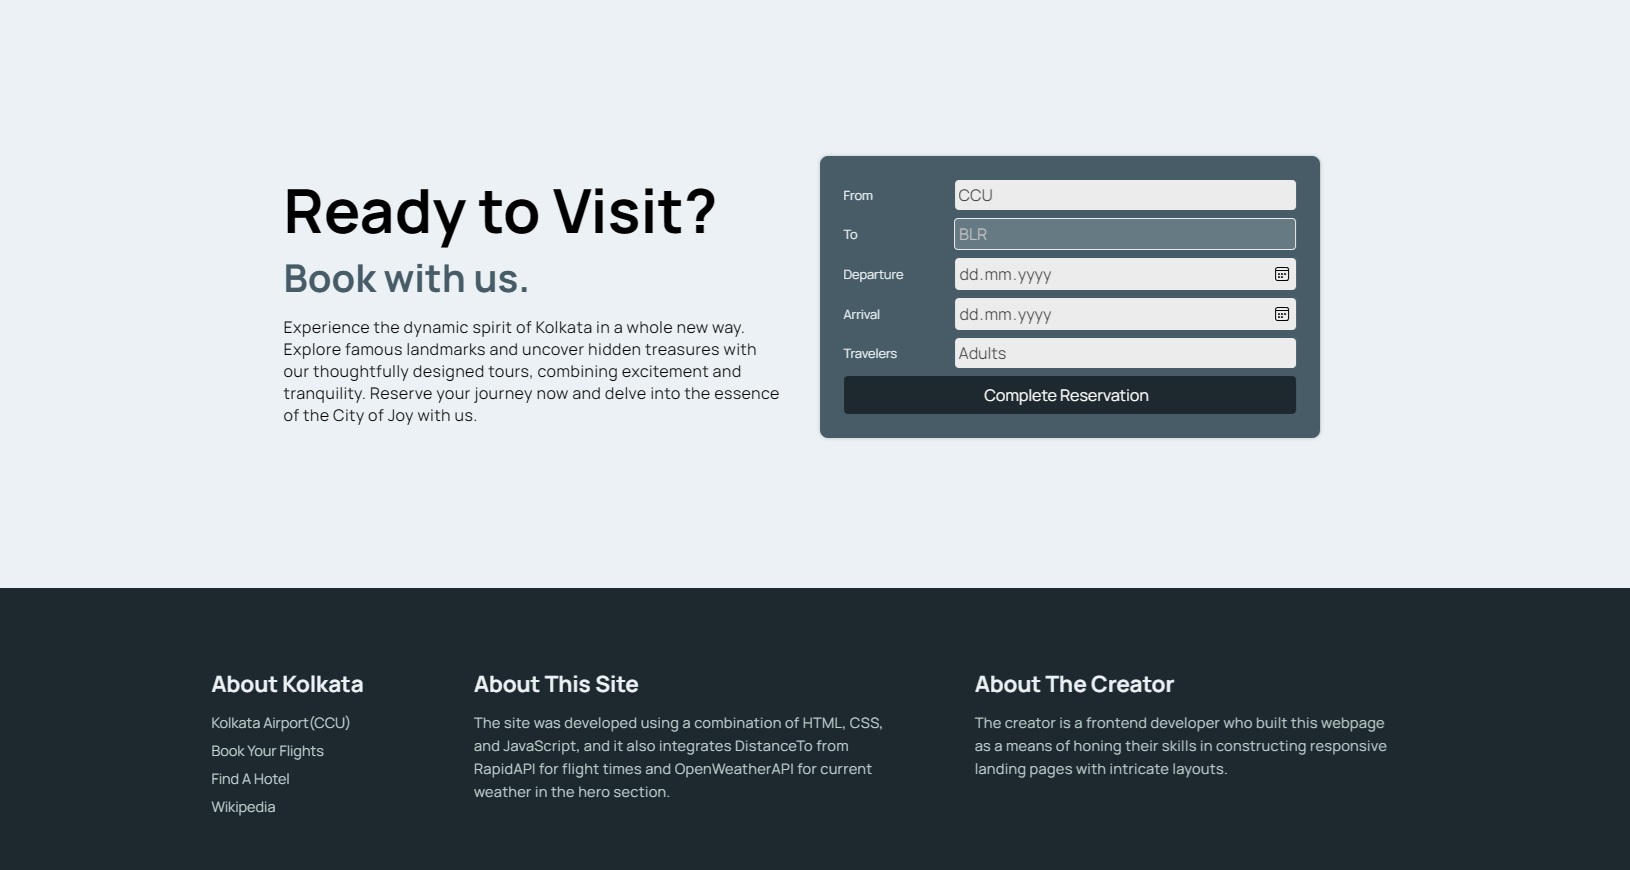 Ready to Visit?
Book with us.
Experience the dynamic spirit of Kolkata in a whole new way.
Explore famous landmarks and uncover hidden treasures with
our thoughtfully designed tours, combining excitement and
tranquility. Reserve your journey now and delve into the essence
of the City of Joy with us.
From
CCU
To
BLR
Departure
dd.mm.yyyy
Arrival
dd.mm.yyyy
Travelers
Adults
Complete Reservation
About Kolkata
Kolkata Airport(CCU)
Book Your Flights
Find A Hotel
Wikipedia
About This Site
The site was developed using a combination of HTML, CSS,
and JavaScript, and it also integrates DistanceTo from
RapidAPI for flight times and OpenWeatherAPI for current
weather in the hero section.
About The Creator
The creator is a frontend developer who built this webpage
as a means of honing their skills in constructing responsive
landing pages with intricate layouts.